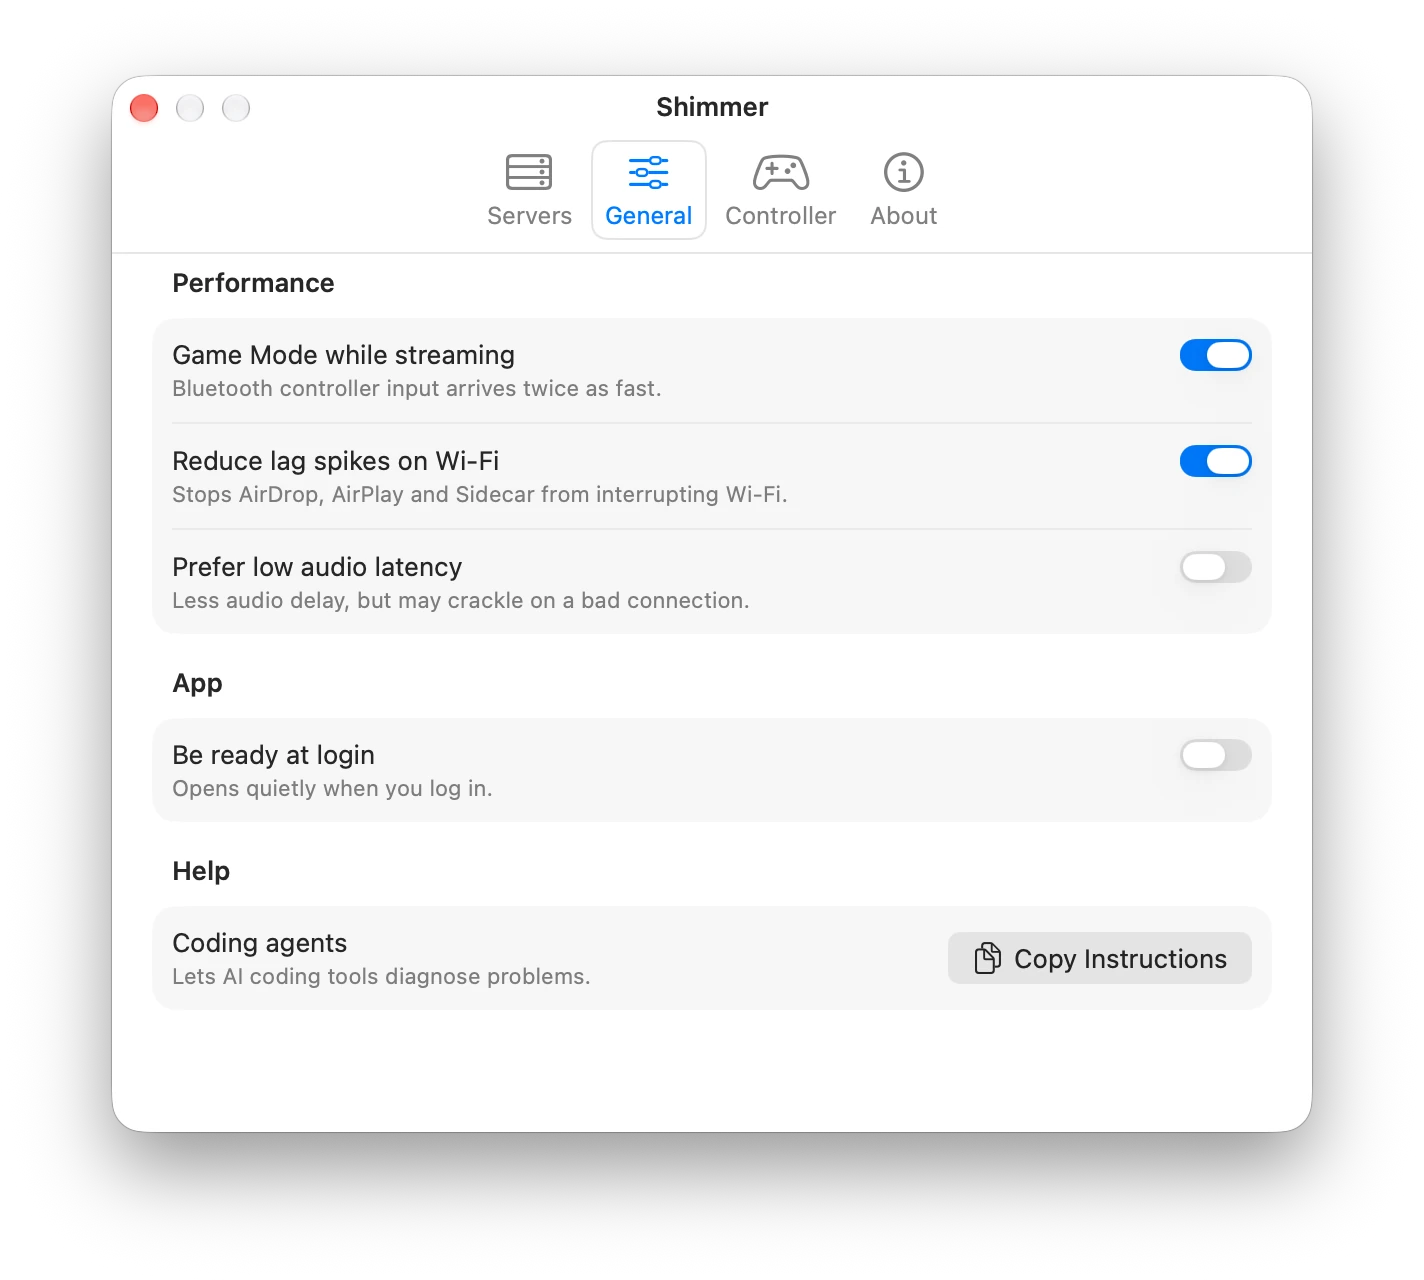 Shimmer
Servers
General
Controller
About
Performance
Game Mode while streaming
Bluetooth controller input arrives twice as fast.
Reduce lag spikes on Wi-Fi
Stops AirDrop, AirPlay and Sidecar from interrupting Wi-Fi.
Prefer low audio latency
Less audio delay, but may crackle on a bad connection.
App
Be ready at login
Opens quietly when you log in.
Help
Coding agents
Lets AI coding tools diagnose problems.
Copy Instructions